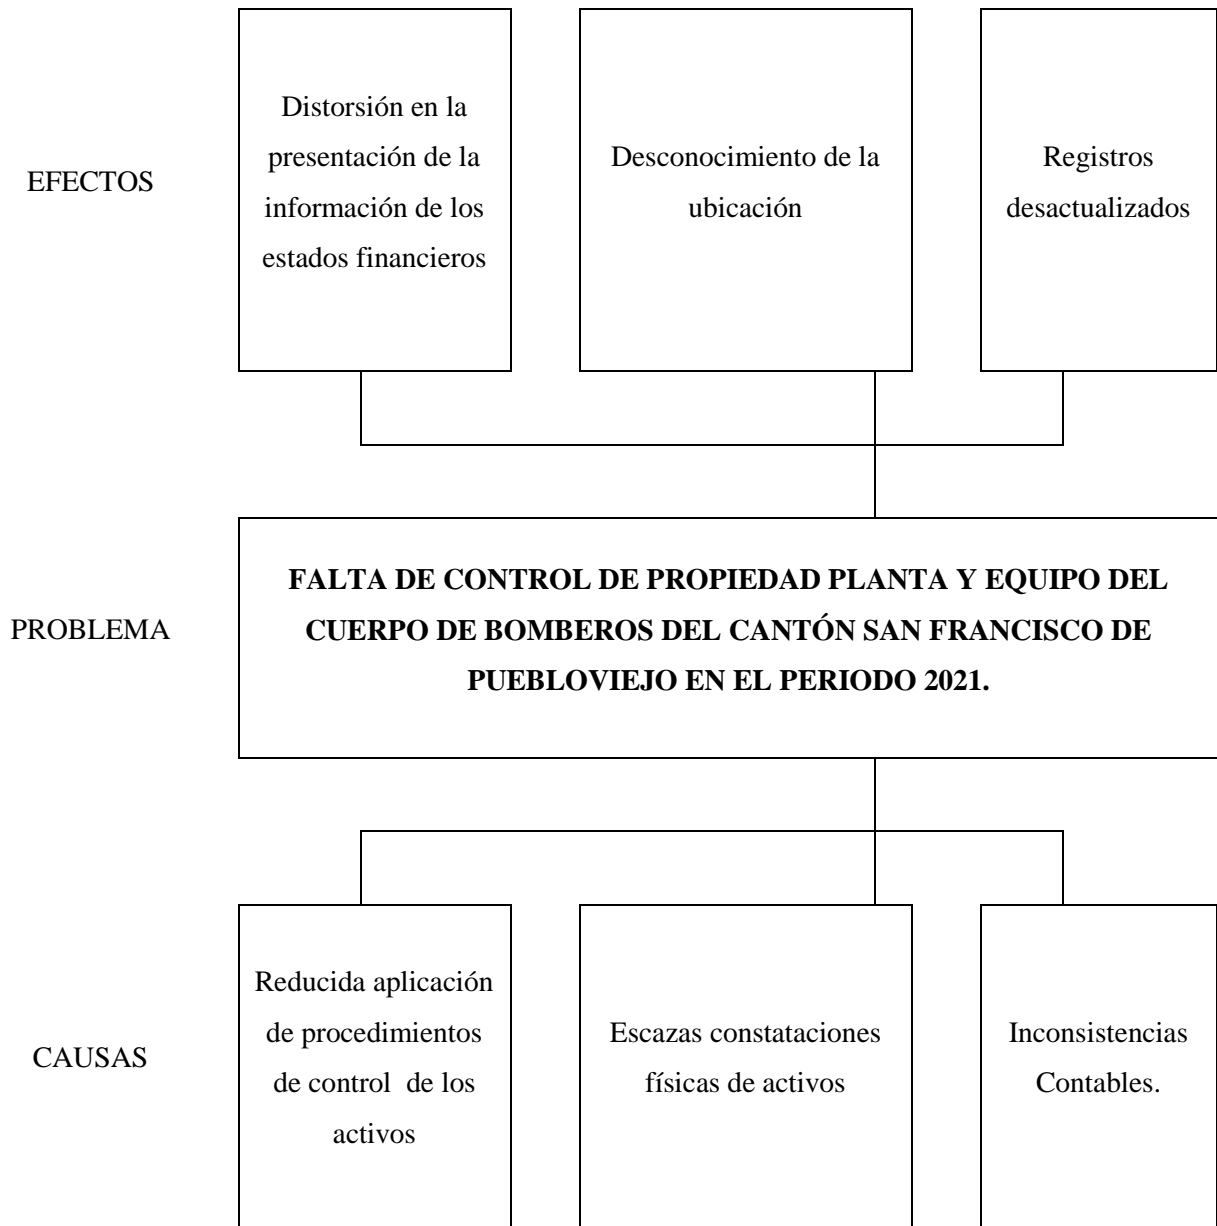 EFECTOS
Distorsión en la
presentación de la
información de los
estados financieros
Desconocimiento de la
ubicación
Registros
desactualizados
PROBLEMA
FALTA DE CONTROL DE PROPIEDAD PLANTA Y EQUIPO DEL
CUERPO DE BOMBEROS DEL CANTÓN SAN FRANCISCO DE
PUEBLOVIEJO EN EL PERIODO 2021.
CAUSAS
Reducida aplicación
de procedimientos
de control  de los
activos
Escazas constataciones
físicas de activos
Inconsistencias
Contables.